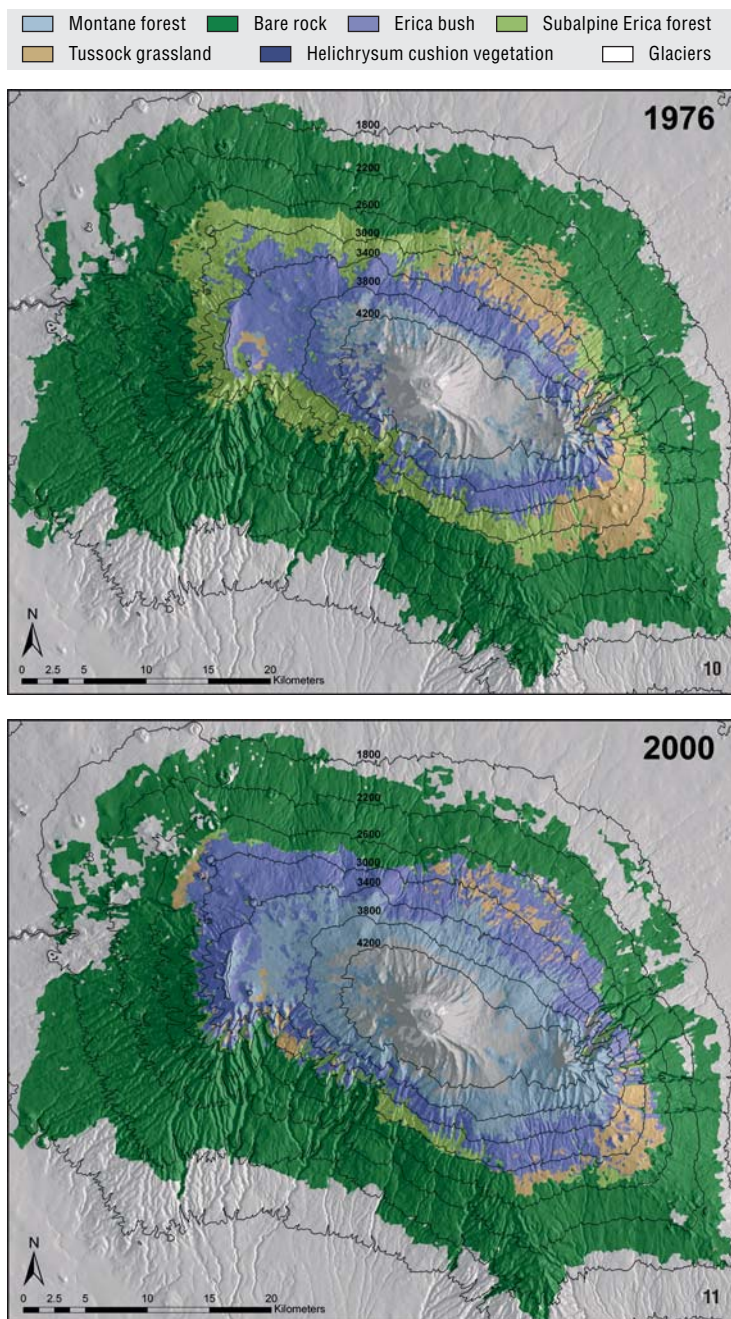 Montane forest Bare rock Erica bush Subalpine Erica forest
Tussock grassland Helichrysum cushion vegetation Glaciers
1976
1800
2200
2600
3000
3400
3800
4200
N
0 2.5 5 10 15 20
Kilometers
10
2000
1800
2200
2600
3000
3400
3800
4200
N
0 2.5 5 10 15 20
Kilometers
11